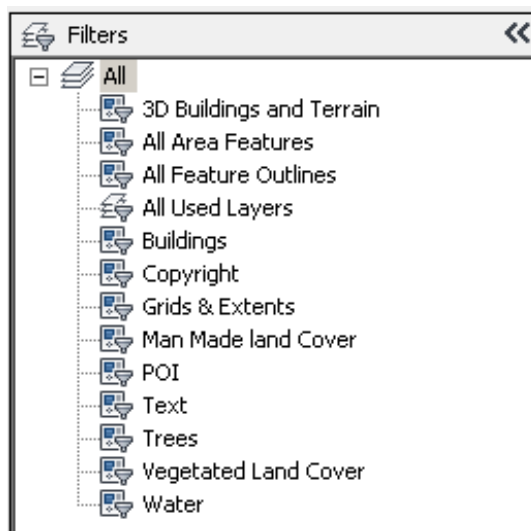 Filters
All
3D Buildings and Terrain
All Area Features
All Feature Outlines
All Used Layers
Buildings
Copyright
Grids & Extents
Man Made land Cover
POI
Text
Trees
Vegetated Land Cover
Water